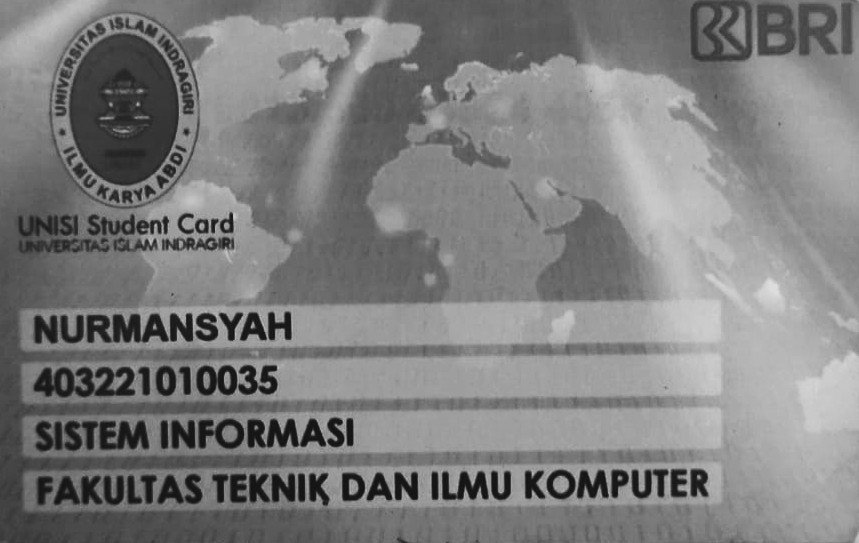 UNIVERSITAS ISLAM INDRAGIRI
ILMU KARYA ABDI
BRI
UNISI Student Card
UNIVERSITAS ISLAM INDRAGIRI
NURMANSYAH
403221010035
SISTEM INFORMASI
FAKULTAS TEKNIK DAN ILMU KOMPUTER